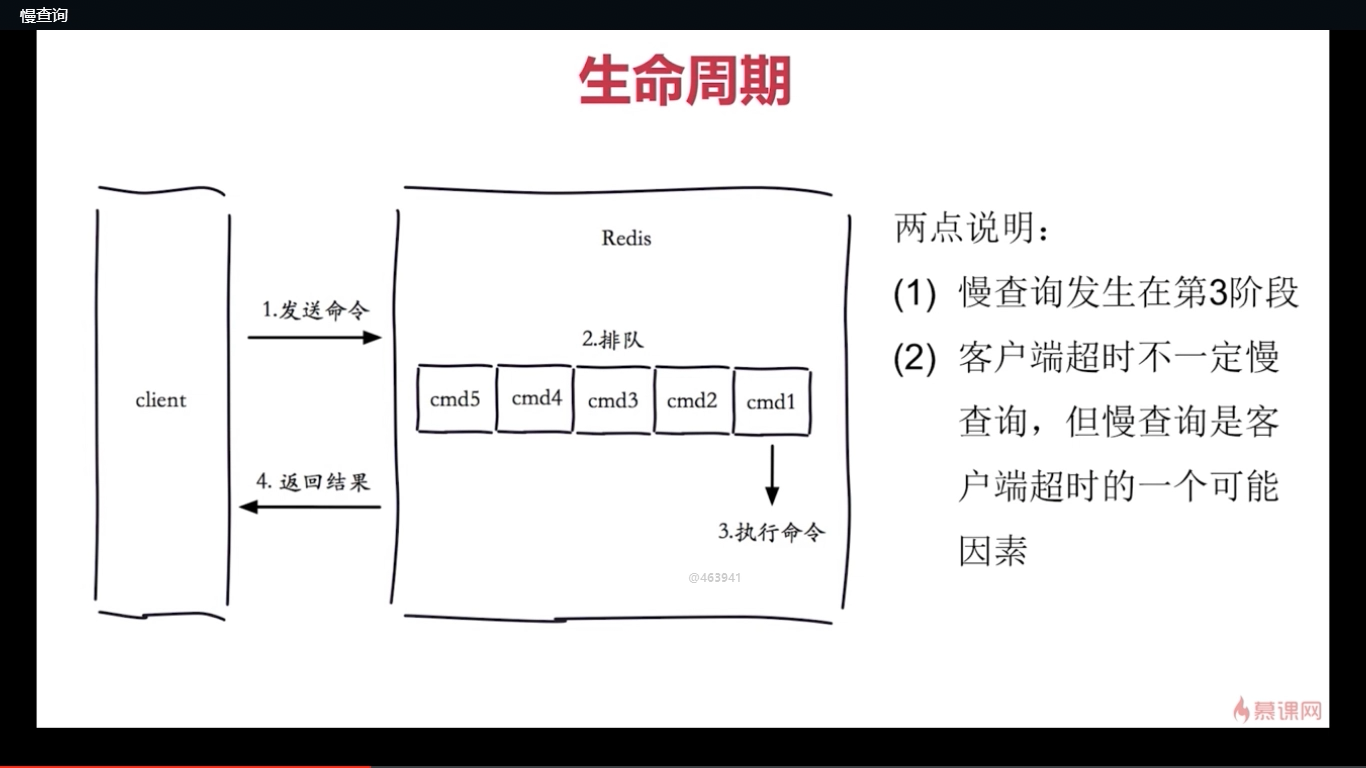 慢查询
生命周期
Redis
1.发送命令
2.排队
client
cmd5 cmd4 cmd3 cmd2 cmd1
4. 返回结果
3.执行命令
@463941
两点说明：
(1) 慢查询发生在第3阶段
(2) 客户端超时不一定慢
查询，但慢查询是客
户端超时的一个可能
因素
慕课网